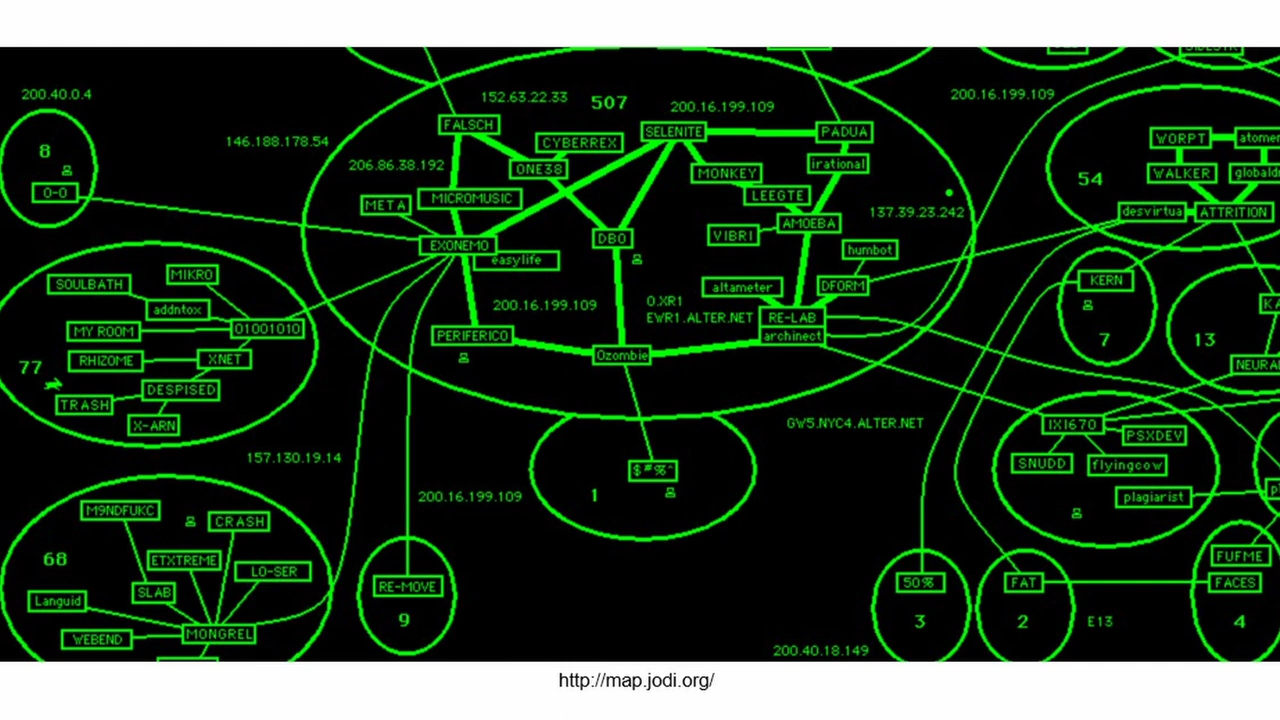 200.40.0.4
152.63.22.33
507
200.16.199.109
200.16.199.109
FALSCH
SELENITE
PADUA
WORPT
atomer
146.188.178.54
CYBERREX
8
206.86.38.192
ONE38
MONKEY
irational
WALKER
54
O-O
META
MICROMUSIC
LEEGTE
137.39.23.242
desvirtua
ATTRITION
EXONEMO
DBO
VIBRI
AMOEBA
humbot
easylife
SOULBATH
MIKRO
altameter
DFORM
KERN
addntox
200.16.199.109
0.XR1
EWR1.ALTER.NET
RE-LAB
MY ROOM
01001010
PERIFERICO
architect
7
13
RHIZOME
XNET
Ozombie
77
DESPISED
TRASH
X-ARN
GW5.NYC4.ALTER.NET
IXI670
PSXDEV
157.130.19.14
SNUDD
flyingcow
$#%^
200.16.199.109
1
plagiarist
M9NDFUKC
CRASH
68
ETXTREME
LO-SER
FUFME
SLAB
RE-MOVE
50%
FAT
FACES
Languid
9
3
2
E13
4
WEBEND
MONGREL
200.40.18.149
http://map.jodi.org/